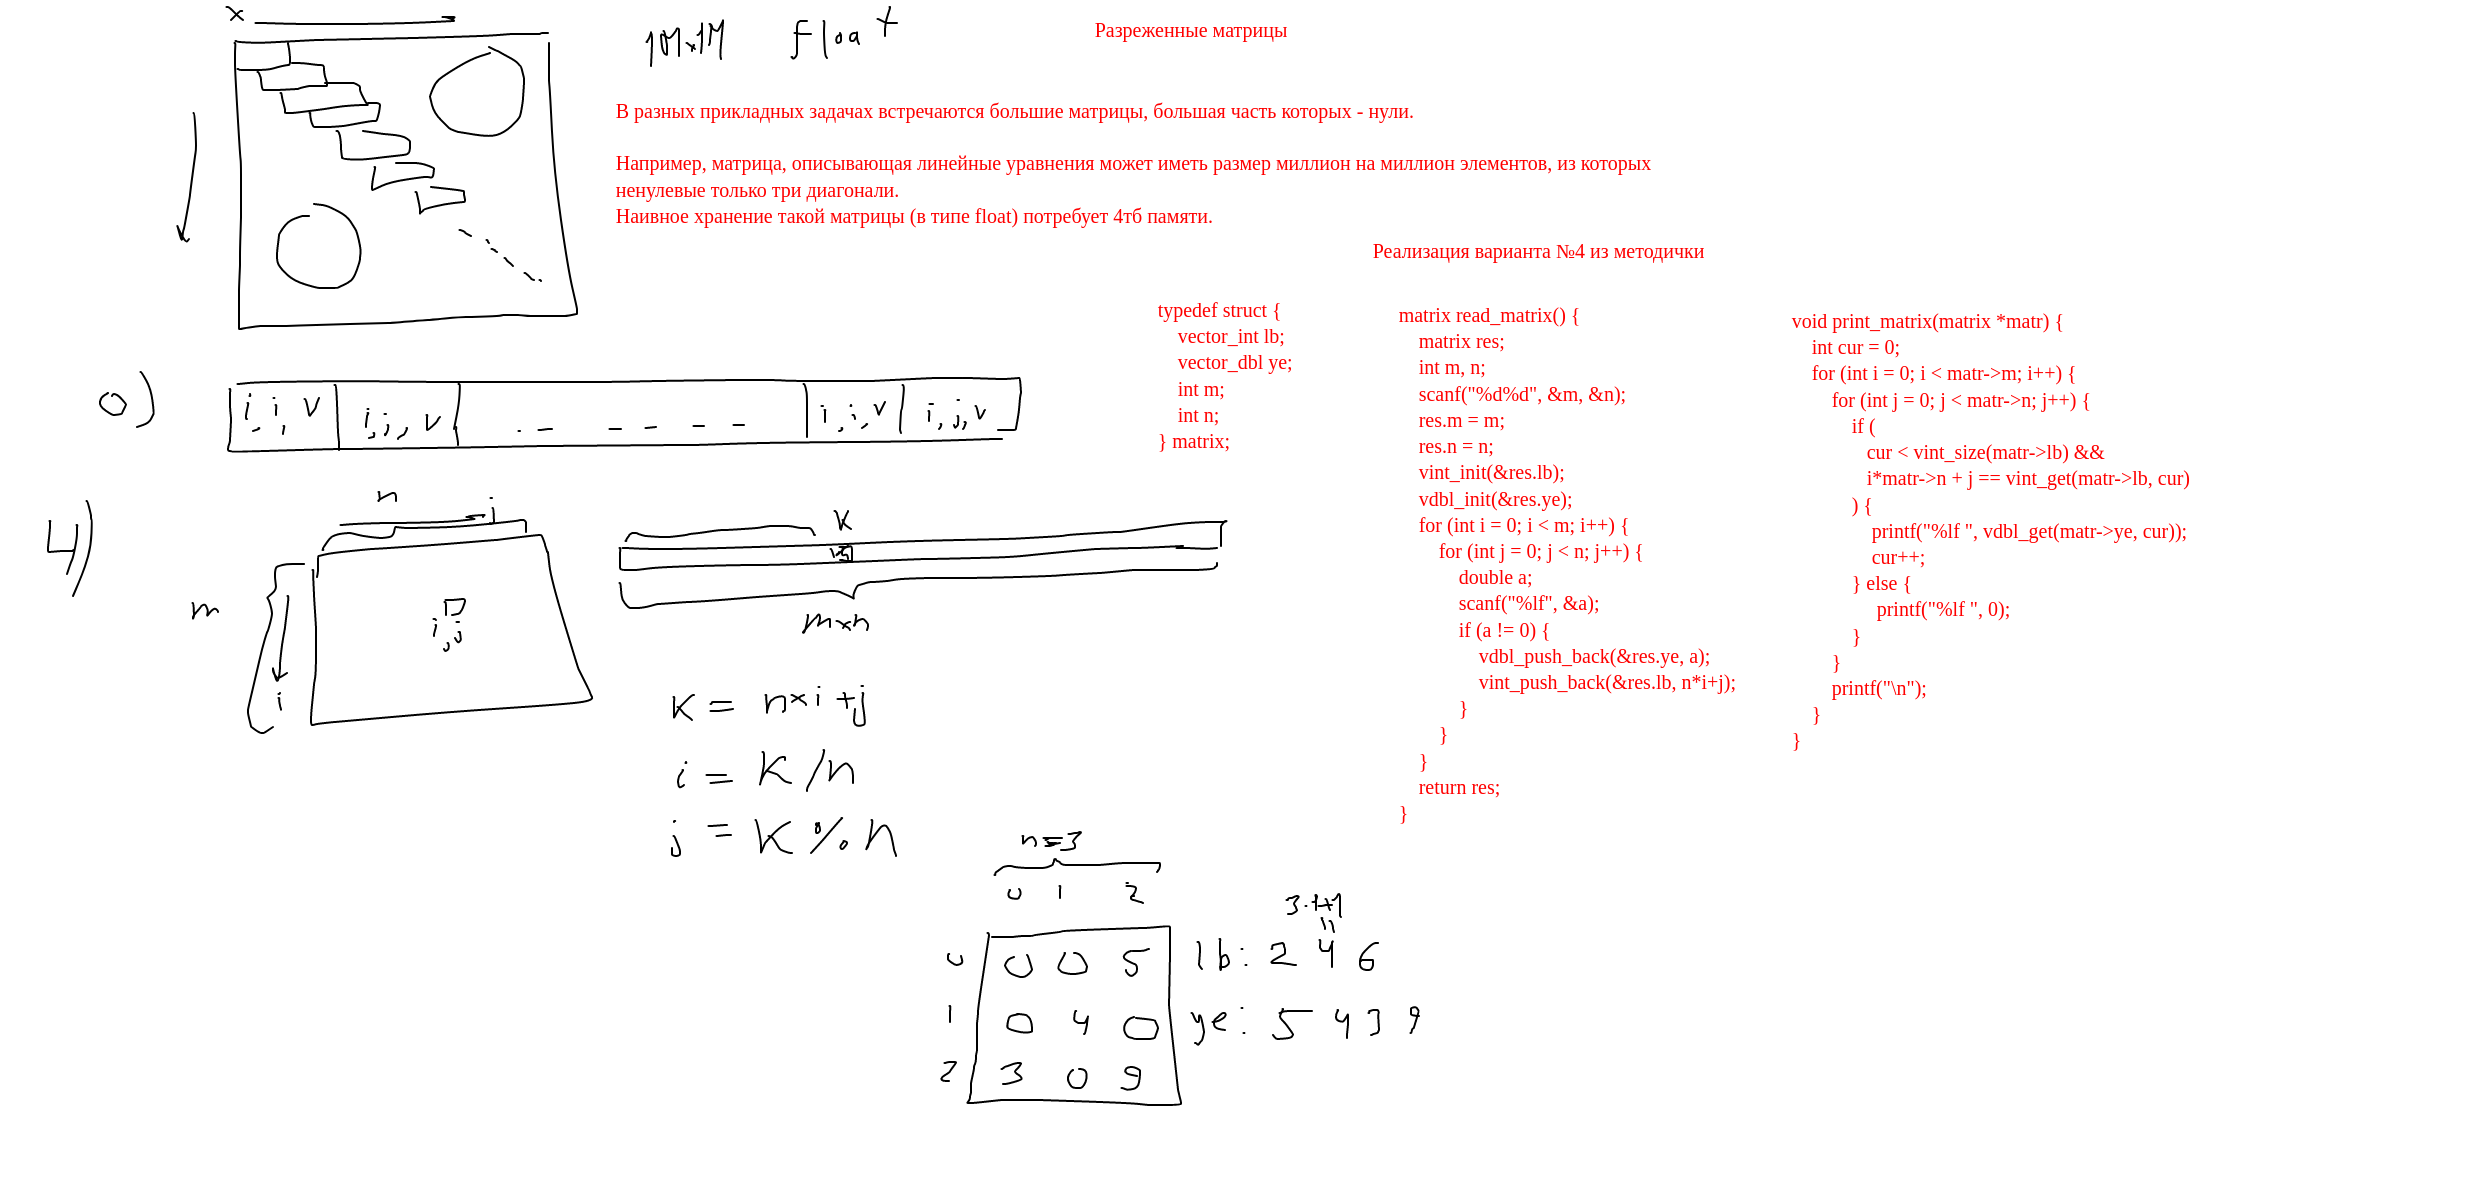 x
1M×1M float
Разреженные матрицы
В разных прикладных задачах встречаются большие матрицы, большая часть которых - нули.
Например, матрица, описывающая линейные уравнения может иметь размер миллион на миллион элементов, из которых
ненулевые только три диагонали.
Наивное хранение такой матрицы (в типе float) потребует 4тб памяти.
Реализация варианта №4 из методички
typedef struct {
    vector_int lb;
    vector_dbl ye;
    int m;
    int n;
} matrix;
matrix read_matrix() {
    matrix res;
    int m, n;
    scanf("%d%d", &m, &n);
    res.m = m;
    res.n = n;
    vint_init(&res.lb);
    vdbl_init(&res.ye);
    for (int i = 0; i < m; i++) {
        for (int j = 0; j < n; j++) {
            double a;
            scanf("%lf", &a);
            if (a != 0) {
                vdbl_push_back(&res.ye, a);
                vint_push_back(&res.lb, n*i+j);
            }
        }
    }
    return res;
}
void print_matrix(matrix *matr) {
    int cur = 0;
    for (int i = 0; i < matr->m; i++) {
        for (int j = 0; j < matr->n; j++) {
            if (
               cur < vint_size(matr->lb) &&
               i*matr->n + j == vint_get(matr->lb, cur)
            ) {
                printf("%lf ", vdbl_get(matr->ye, cur));
                cur++;
            } else {
                 printf("%lf ", 0);
            }
        }
        printf("\n");
    }
}
0) i, j, v i, j, v . - - - - - i, j, v i, j, v
4)
n j
m
i
i, j
k
m×n
k = n×i+j
i = k/n
j = k % n
n=3
0 1 2
0 0 0 5
1 0 4 0
2 3 0 9
3·1+1
lb: 2 4 6
ye: 5 4 3 9